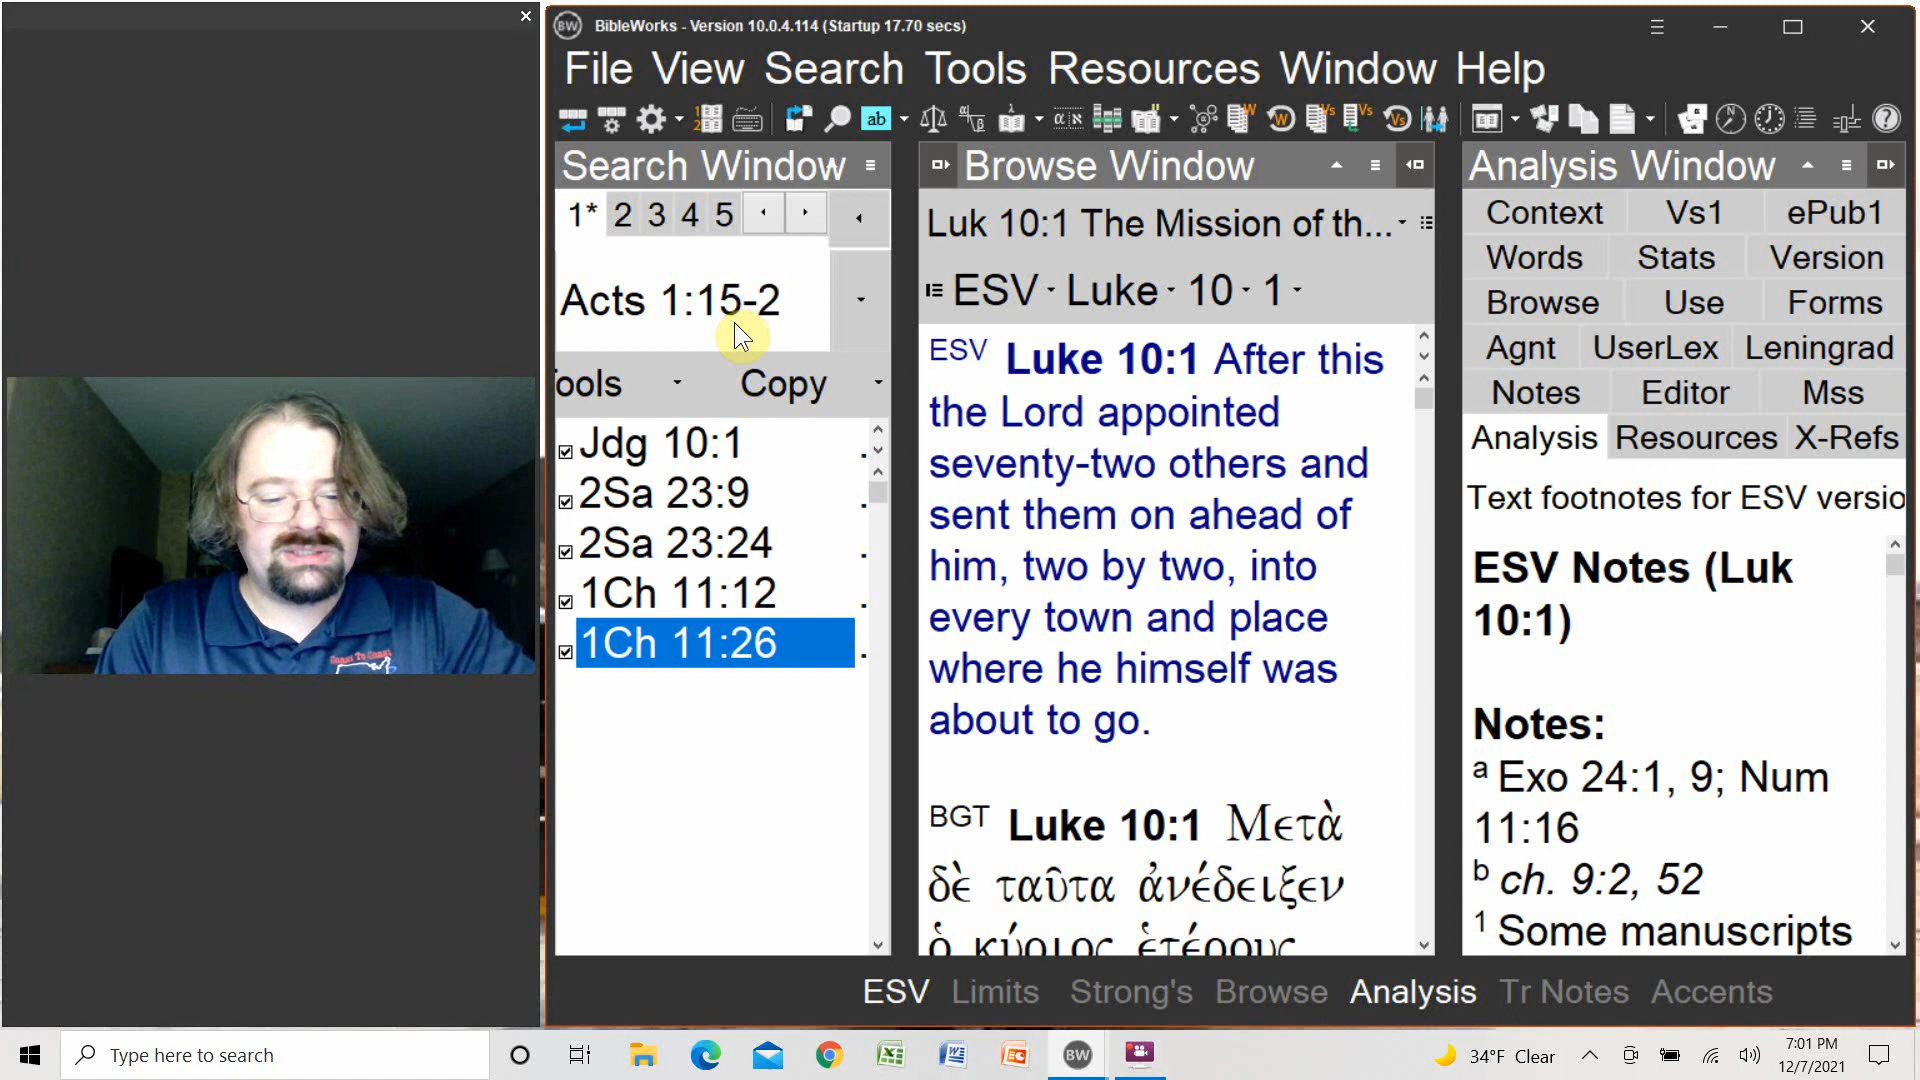 BibleWorks - Version 10.0.4.114 (Startup 17.70 secs)
File View Search Tools Resources Window Help
Search Window
1* 2 3 4 5
Acts 1:15-2
ools Copy
Jdg 10:1
2Sa 23:9
2Sa 23:24
1Ch 11:12
1Ch 11:26
Browse Window
Luk 10:1 The Mission of th...
ESV Luke 10 1
ESV Luke 10:1 After this
the Lord appointed
seventy-two others and
sent them on ahead of
him, two by two, into
every town and place
where he himself was
about to go.
BGT Luke 10:1 Μετὰ
δὲ ταῦτα ἀνέδειξεν
ὁ κύριος ἑτέρους
Analysis Window
Context Vs1 ePub1
Words Stats Version
Browse Use Forms
Agnt UserLex Leningrad
Notes Editor Mss
Analysis Resources X-Refs
Text footnotes for ESV versio
ESV Notes (Luk
10:1)
Notes:
a Exo 24:1, 9; Num
11:16
b ch. 9:2, 52
1 Some manuscripts
ESV Limits Strong's Browse Analysis Tr Notes Accents
Type here to search
34°F Clear
7:01 PM
12/7/2021